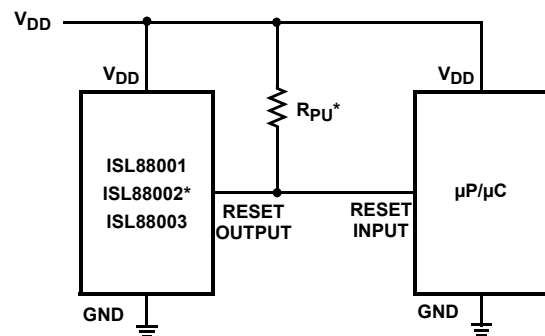 VDD
VDD
VDD
RPU*
ISL88001
ISL88002*
ISL88003
µP/µC
RESET
OUTPUT
RESET
INPUT
GND
GND